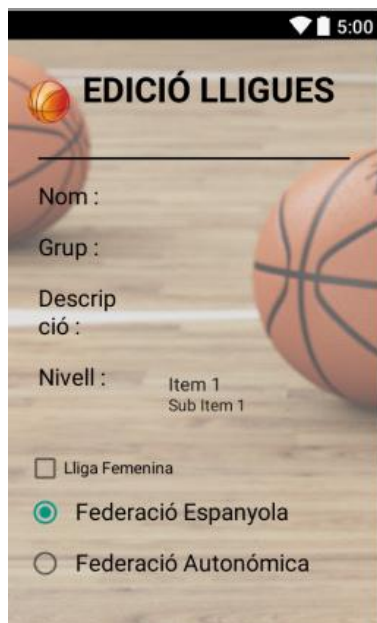 5:00
EDICIÓ LLIGUES
Nom :
Grup :
Descrip
ció :
Nivell :
Item 1
Sub Item 1
Lliga Femenina
Federació Espanyola
Federació Autonómica